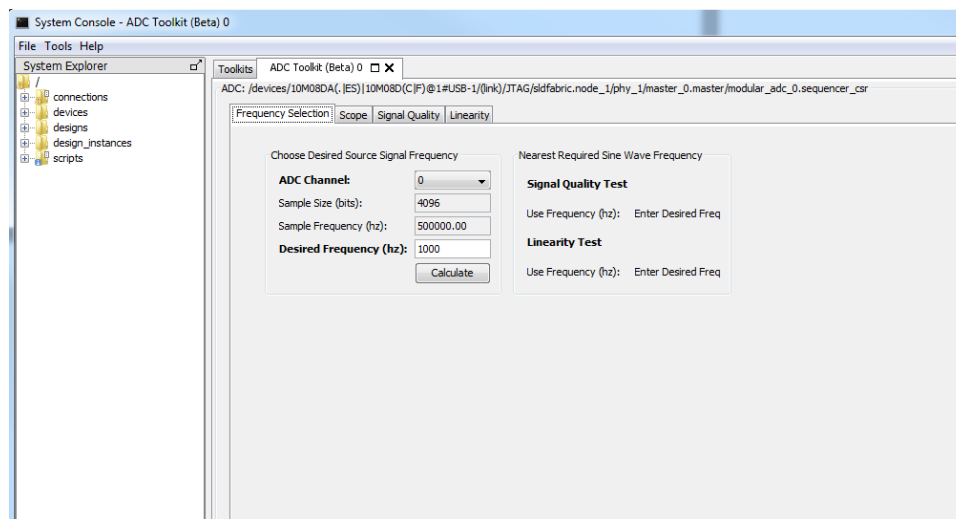 System Console - ADC Toolkit (Beta) 0
File Tools Help
System Explorer
/
connections
devices
designs
design_instances
scripts
Toolkits
ADC Toolkit (Beta) 0
ADC: /devices/10M08DA(.|ES)|10M08D(C|F)@1#USB-1/(link)/JTAG/sldfabric.node_1/phy_1/master_0.master/modular_adc_0.sequencer_csr
Frequency Selection Scope Signal Quality Linearity
Choose Desired Source Signal Frequency
ADC Channel: 0
Sample Size (bits): 4096
Sample Frequency (hz): 500000.00
Desired Frequency (hz): 1000
Calculate
Nearest Required Sine Wave Frequency
Signal Quality Test
Use Frequency (hz): Enter Desired Freq
Linearity Test
Use Frequency (hz): Enter Desired Freq